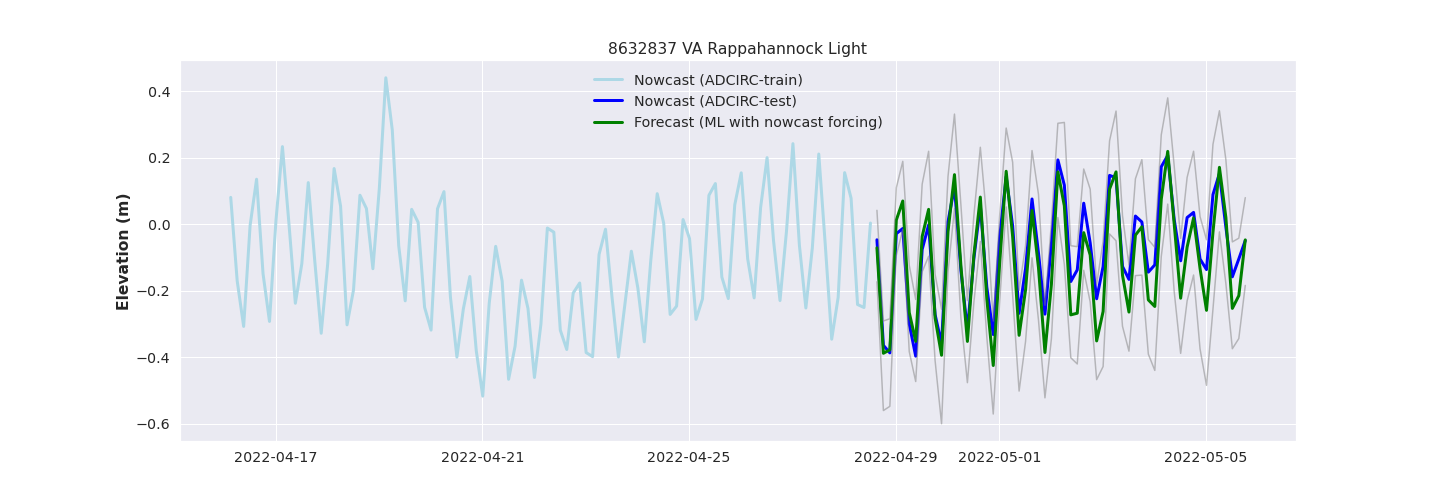 8632837 VA Rappahannock Light
Nowcast (ADCIRC-train)
Nowcast (ADCIRC-test)
Forecast (ML with nowcast forcing)
Elevation (m)
0.4
0.2
0.0
−0.2
−0.4
−0.6
2022-04-17 2022-04-21 2022-04-25 2022-04-29 2022-05-01 2022-05-05